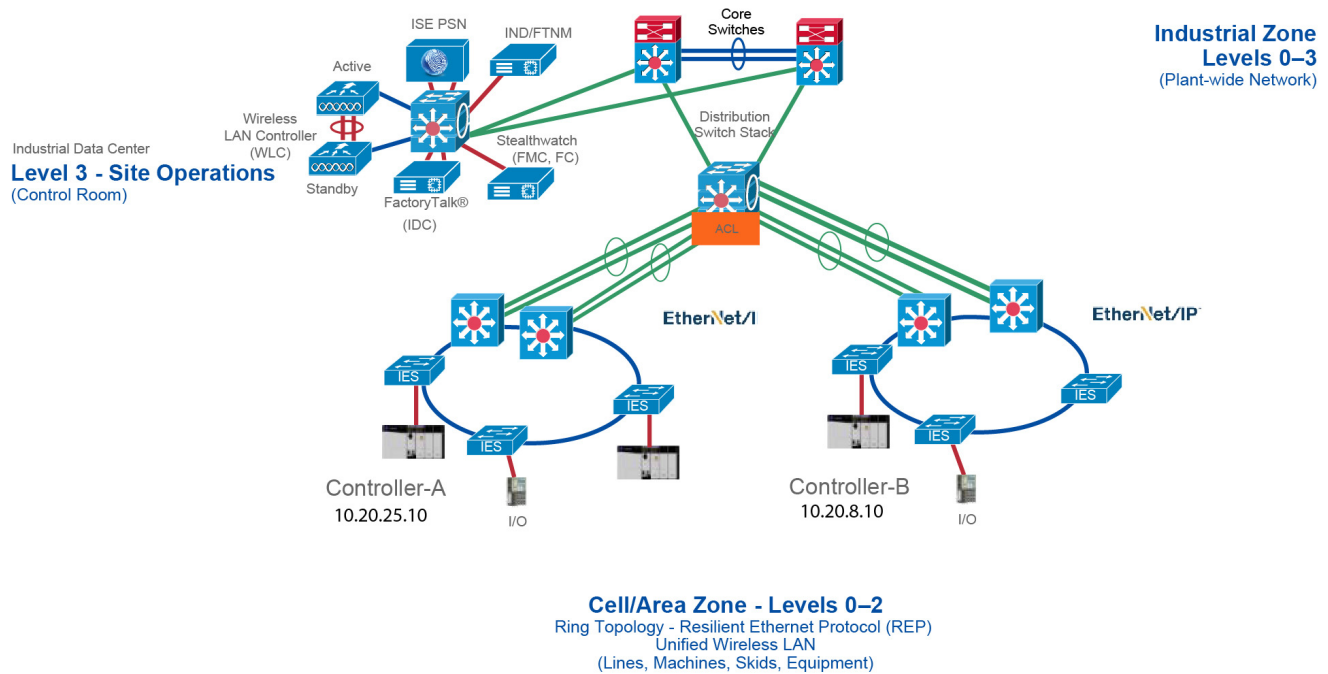 ISE PSN
IND/FTNM
Core
Switches
Industrial Zone
Levels 0–3
(Plant-wide Network)
Active
Wireless
LAN Controller
(WLC)
Standby
Industrial Data Center
Level 3 - Site Operations
(Control Room)
Stealthwatch
(FMC, FC)
FactoryTalk®
(IDC)
Distribution
Switch Stack
ACL
EtherNet/I
EtherNet/IP™
IES
IES
IES
IES
IES
IES
Controller-A
10.20.25.10
I/O
Controller-B
10.20.8.10
I/O
Cell/Area Zone - Levels 0–2
Ring Topology - Resilient Ethernet Protocol (REP)
Unified Wireless LAN
(Lines, Machines, Skids, Equipment)